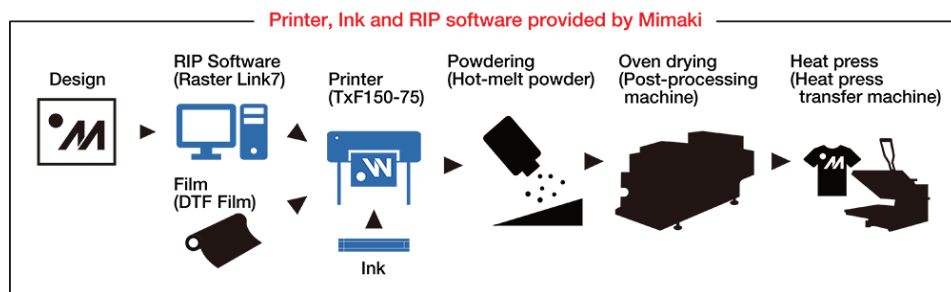 Printer, Ink and RIP software provided by Mimaki
Design
RIP Software
(Raster Link7)
Film
(DTF Film)
Printer
(TxF150-75)
Ink
Powdering
(Hot-melt powder)
Oven drying
(Post-processing
machine)
Heat press
(Heat press
transfer machine)